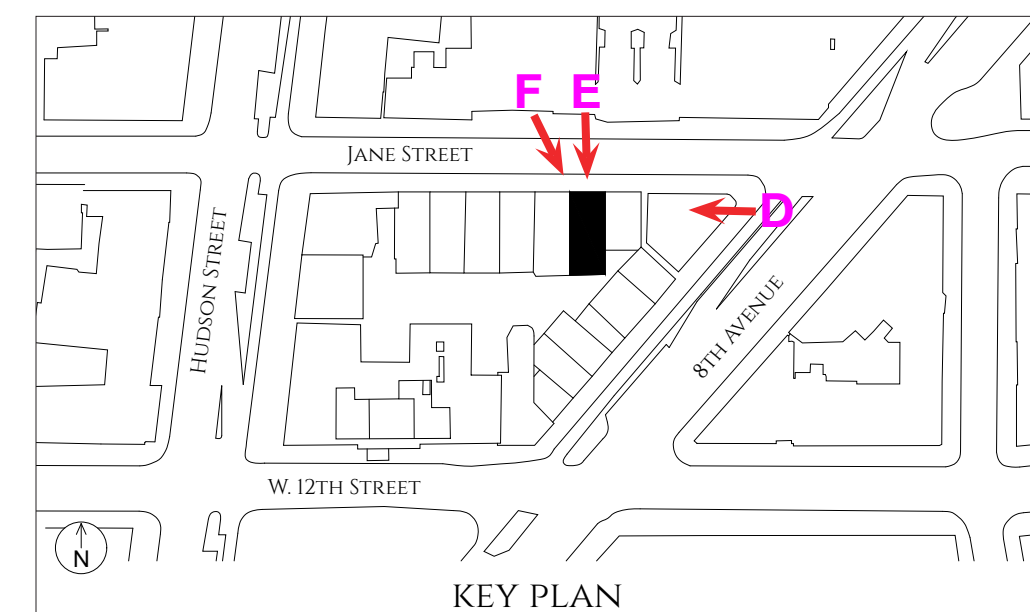 F E
JANE STREET
D
HUDSON STREET
8TH AVENUE
W. 12TH STREET
N
KEY PLAN